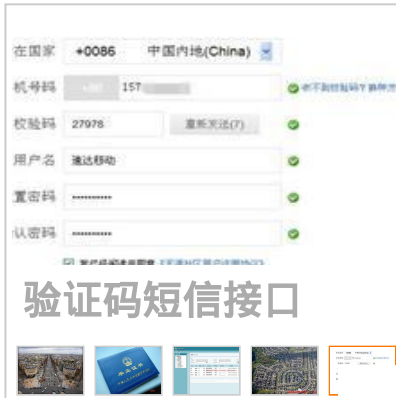 在国家 +0086 中国内地(China)
机号码 157
校验码 27978 重新发送(7)
用户名 速达移动
置密码
认密码
验证码短信接口